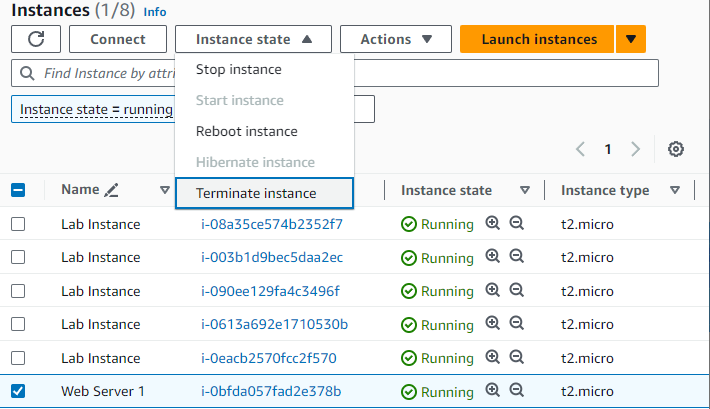 Instances (1/8) Info
Connect Instance state Actions Launch instances
Find Instance by attri
Stop instance
Instance state = running
Start instance
Reboot instance
Hibernate instance
Terminate instance
1
Name Instance state Instance type
Lab Instance i-08a35ce574b2352f7 Running t2.micro
Lab Instance i-003b1d9bec5daa2ec Running t2.micro
Lab Instance i-090ee129fa4c3496f Running t2.micro
Lab Instance i-0613a692e1710530b Running t2.micro
Lab Instance i-0eacb2570fcc2f570 Running t2.micro
Web Server 1 i-0bfda057fad2e378b Running t2.micro